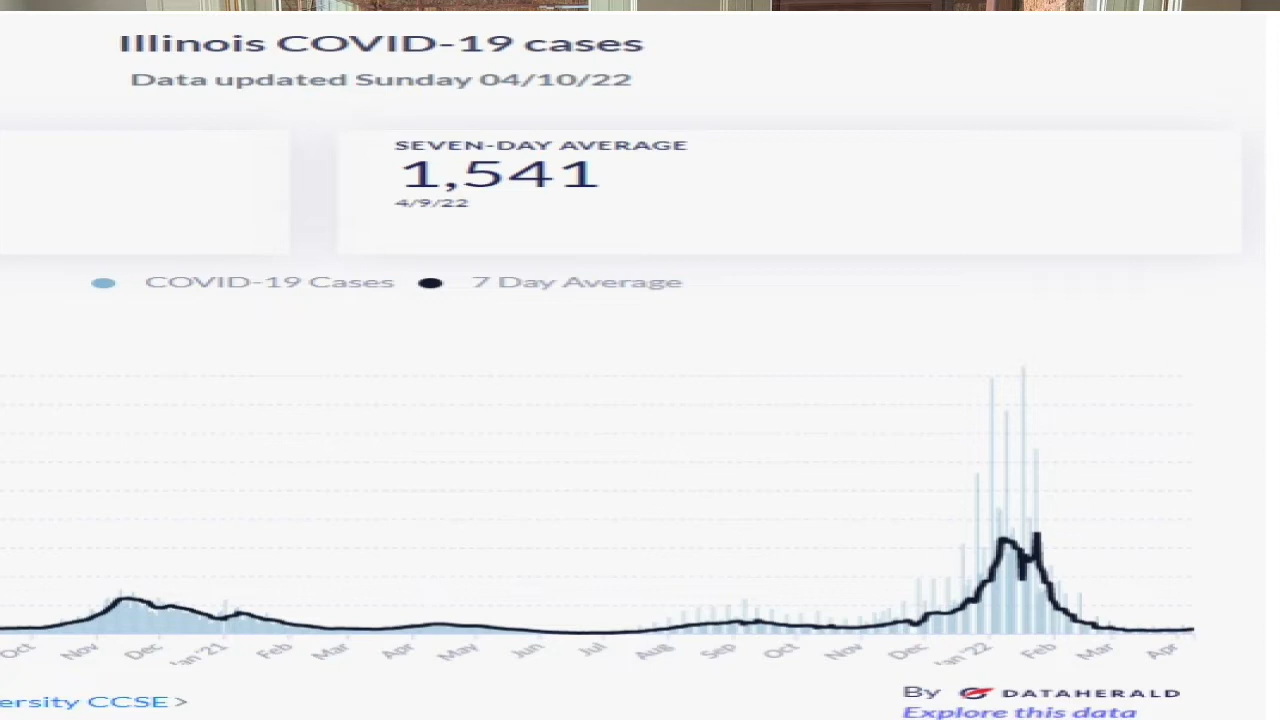 Illinois COVID-19 cases
Data updated Sunday 04/10/22
SEVEN-DAY AVERAGE
1,541
4/9/22
COVID-19 Cases 7 Day Average
Oct Nov Dec Jan '21 Feb Mar Apr May Jun Jul Aug Sep Oct Nov Dec Jan '22 Feb Mar Apr
ersity CCSE >
By DATAHERALD
Explore this data